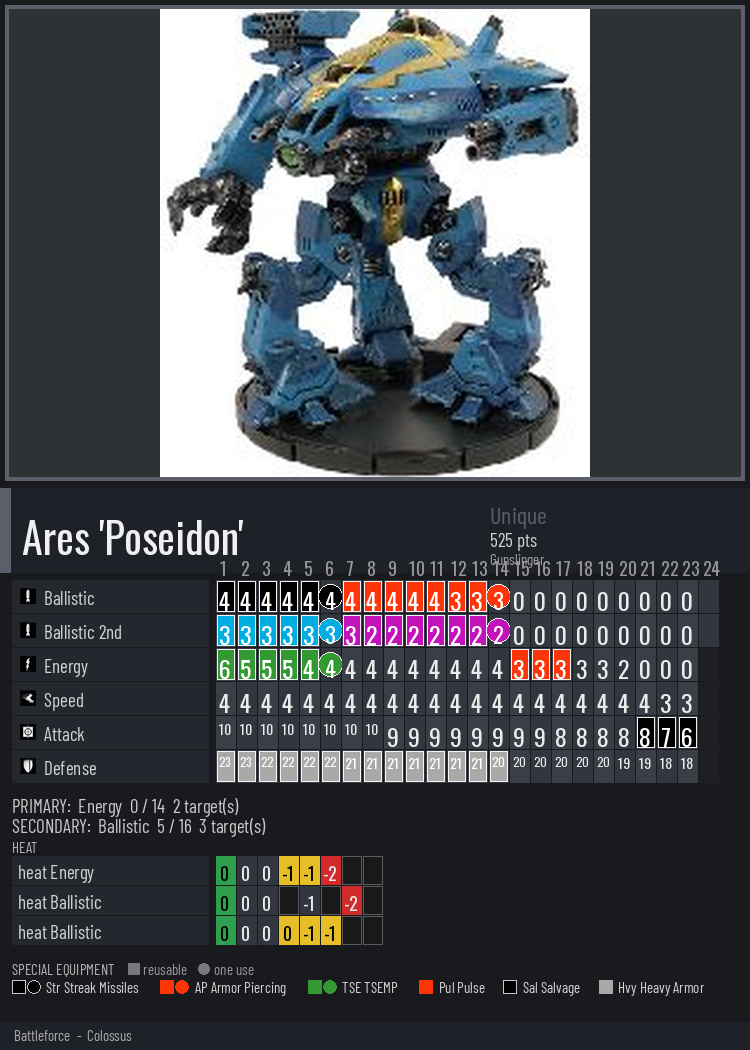 Ares 'Poseidon'
Unique
525 pts
Gunslinger
1 2 3 4 5 6 7 8 9 10 11 12 13 14 15 16 17 18 19 20 21 22 23 24
Ballistic 4 4 4 4 4 4 4 4 4 4 4 3 3 3 0 0 0 0 0 0 0 0 0
Ballistic 2nd 3 3 3 3 3 3 3 2 2 2 2 2 2 2 0 0 0 0 0 0 0 0 0
Energy 6 5 5 5 4 4 4 4 4 4 4 4 4 4 3 3 3 3 3 2 0 0 0
Speed 4 4 4 4 4 4 4 4 4 4 4 4 4 4 4 4 4 4 4 4 4 3 3
Attack 10 10 10 10 10 10 10 10 9 9 9 9 9 9 9 9 8 8 8 8 8 7 6
Defense 23 23 22 22 22 22 21 21 21 21 21 21 21 20 20 20 20 20 20 19 19 18 18
PRIMARY: Energy 0 / 14 2 target(s)
SECONDARY: Ballistic 5 / 16 3 target(s)
HEAT
heat Energy 0 0 0 -1 -1 -2
heat Ballistic 0 0 0 -1 -2
heat Ballistic 0 0 0 0 -1 -1
SPECIAL EQUIPMENT reusable one use
Str Streak Missiles AP Armor Piercing TSE TSEMP Pul Pulse Sal Salvage Hvy Heavy Armor
Battleforce - Colossus